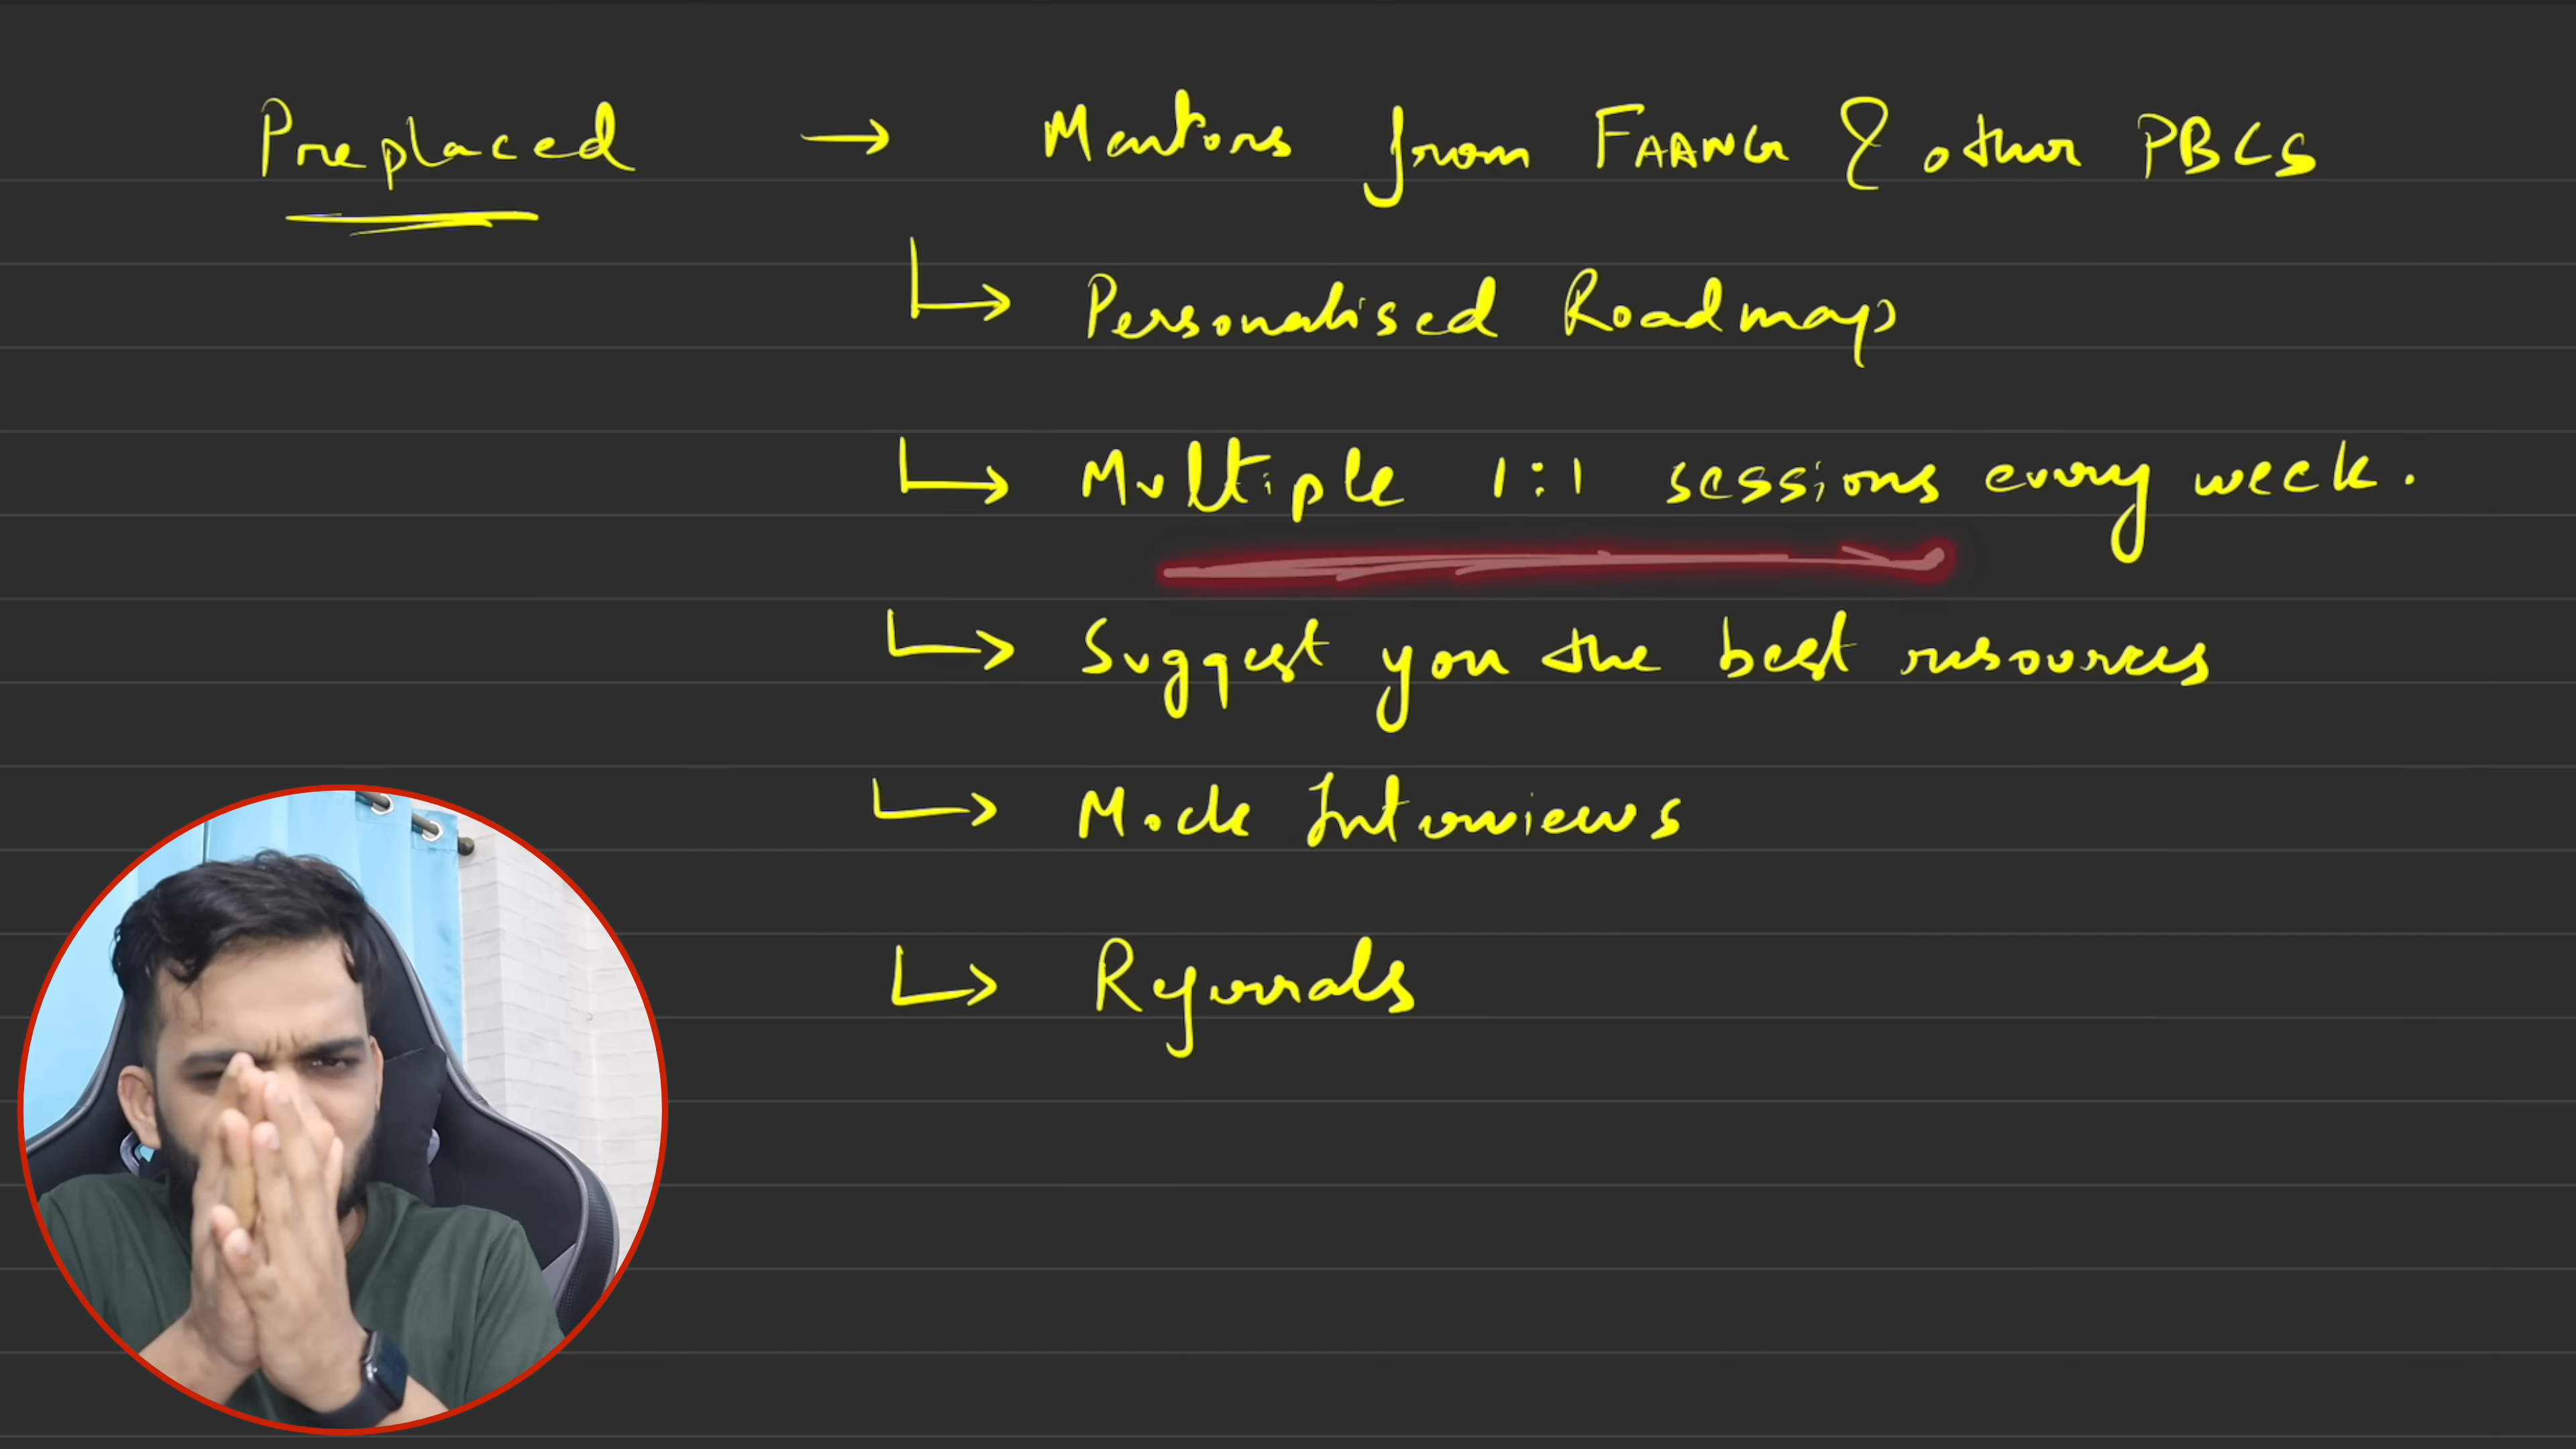 Preplaced → Mentors from FAANG & other PBCS
↳ Personalised Roadmap
↳ Multiple 1:1 sessions every week.
↳ Suggest you the best resources
↳ Mock Interviews
↳ Referrals